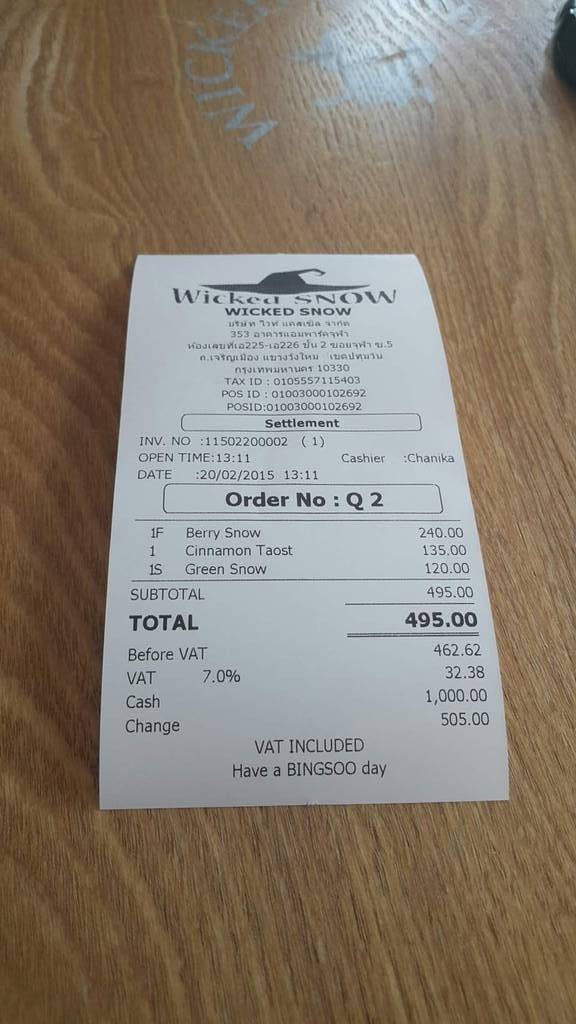 WICKE
Wicked SNOW
WICKED SNOW
บริษัท ไวท์ แคสเซิล จำกัด
353 อาคารแอมพาร์คจุฬา
ห้องเลขที่เอ225-เอ226 ชั้น 2 ซอยจุฬา ซ.5
ถ.เจริญเมือง แขวงวังใหม่ เขตปทุมวัน
กรุงเทพมหานคร 10330
TAX ID : 0105557115403
POS ID : 01003000102692
POSID:01003000102692
Settlement
INV. NO :11502200002 ( 1)
OPEN TIME:13:11 Cashier :Chanika
DATE :20/02/2015 13:11
Order No : Q 2
1F Berry Snow 240.00
1 Cinnamon Taost 135.00
1S Green Snow 120.00
SUBTOTAL 495.00
TOTAL 495.00
Before VAT 462.62
VAT 7.0% 32.38
Cash 1,000.00
Change 505.00
VAT INCLUDED
Have a BINGSOO day